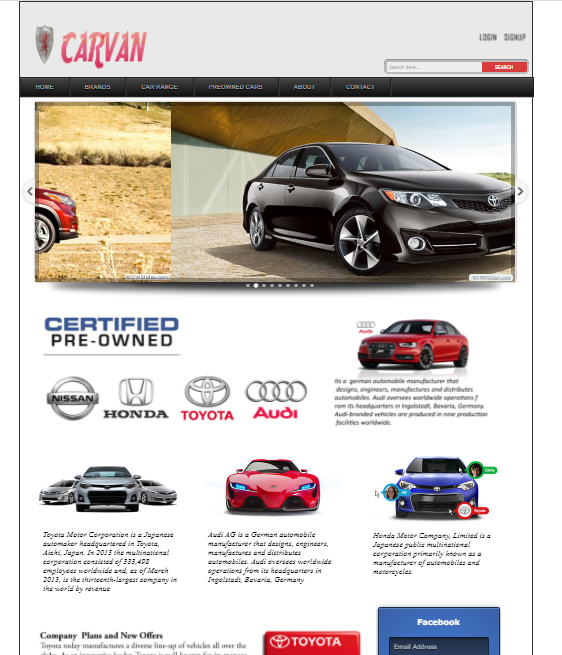 CARVAN
LOGIN SIGNUP
Search here...
SEARCH
HOME BRANDS CAR RANGE PREOWNED CARS ABOUT CONTACT
WOWSlider.com
WOWSlider.com
CERTIFIED
PRE-OWNED
NISSAN
HONDA
TOYOTA
Audi
Audi
Its a german automobile manufacturer that
designs, engineers, manufactures and distributes
automobiles. Audi oversees worldwide operations f
rom its headquarters in Ingolstadt, Bavaria, Germany.
Audi-branded vehicles are produced in nine production
facilities worldwide.
Toyota Motor Corporation is a Japanese
automaker headquartered in Toyota,
Aichi, Japan. In 2013 the multinational
corporation consisted of 333,498
employees worldwide and, as of March
2013, is the thirteenth-largest company in
the world by revenue
Audi AG is a German automobile
manufacturer that designs, engineers,
manufactures and distributes
automobiles. Audi oversees worldwide
operations from its headquarters in
Ingolstadt, Bavaria, Germany
Toyota
Honda Motor Company, Limited is a
Japanese public multinational
corporation primarily known as a
manufacturer of automobiles and
motorcycles.
Company Plans and New Offers
Toyota today manufactures a diverse line-up of vehicles all over the
TOYOTA
Facebook
Email Address